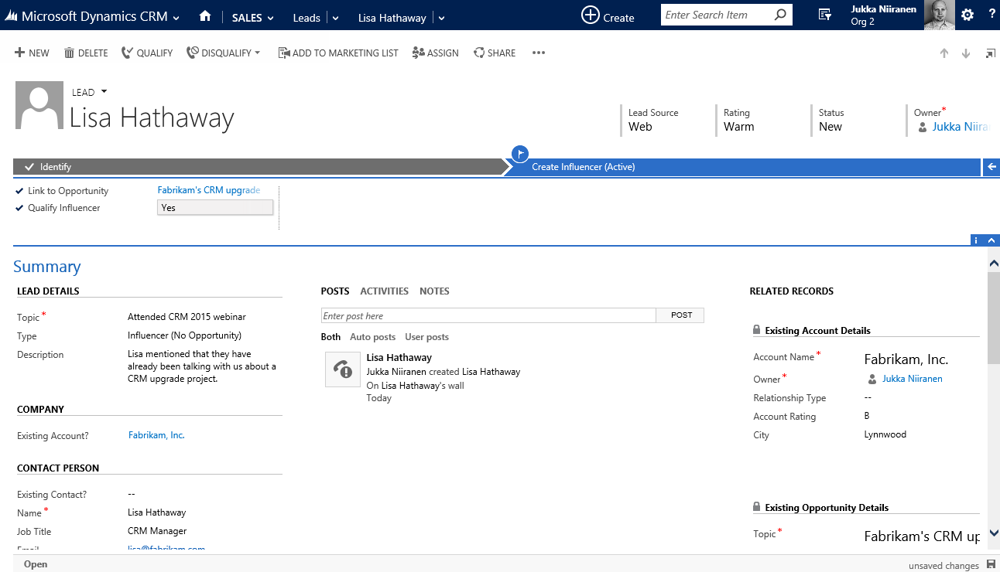 Microsoft Dynamics CRM SALES Leads Lisa Hathaway Create Enter Search Item Jukka Niiranen ?
Org 2
NEW DELETE QUALIFY DISQUALIFY ADD TO MARKETING LIST ASSIGN SHARE •••
LEAD
Lisa Hathaway
Lead Source Rating Status Owner*
Web Warm New Jukka Niira
Identify Create Influencer (Active)
Link to Opportunity Fabrikam's CRM upgrade
Qualify Influencer Yes
i
Summary
LEAD DETAILS
Topic* Attended CRM 2015 webinar
Type Influencer (No Opportunity)
Description Lisa mentioned that they have
already been talking with us about a
CRM upgrade project.
COMPANY
Existing Account? Fabrikam, Inc.
CONTACT PERSON
Existing Contact? --
Name* Lisa Hathaway
Job Title CRM Manager
Email lisa@fabrikam.com
POSTS ACTIVITIES NOTES
Enter post here POST
Both Auto posts User posts
Lisa Hathaway
Jukka Niiranen created Lisa Hathaway
On Lisa Hathaway's wall
Today
RELATED RECORDS
Existing Account Details
Account Name* Fabrikam, Inc.
Owner* Jukka Niiranen
Relationship Type --
Account Rating B
City Lynnwood
Existing Opportunity Details
Topic* Fabrikam's CRM up
Open unsaved changes